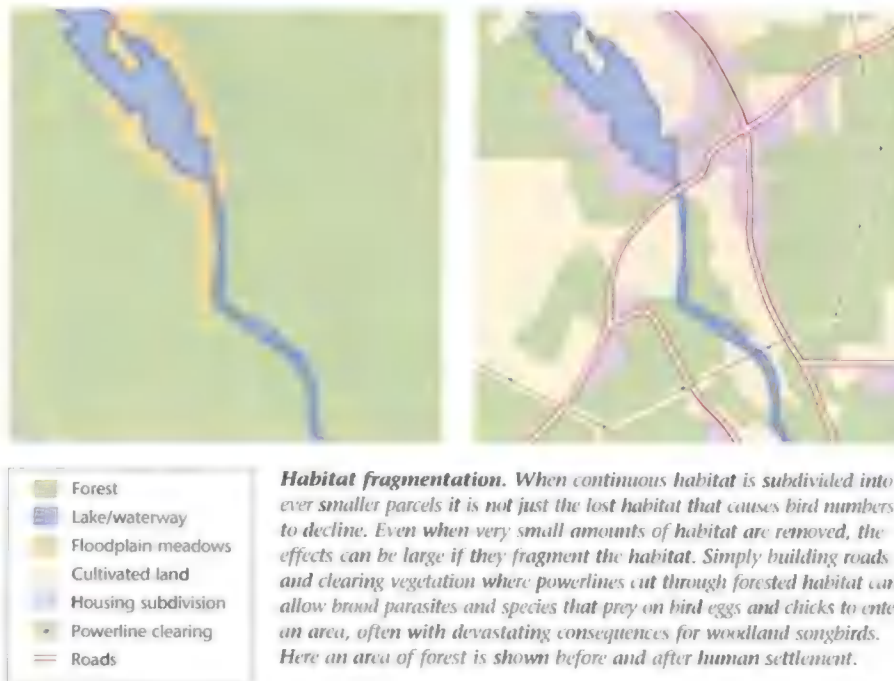 Forest
Lake/waterway
Floodplain meadows
Cultivated land
Housing subdivision
Powerline clearing
Roads
Habitat fragmentation. When continuous habitat is subdivided into
ever smaller parcels it is not just the lost habitat that causes bird numbers
to decline. Even when very small amounts of habitat are removed, the
effects can be large if they fragment the habitat. Simply building roads
and clearing vegetation where powerlines cut through forested habitat can
allow brood parasites and species that prey on bird eggs and chicks to ente
an area, often with devastating consequences for woodland songbirds.
Here an area of forest is shown before and after human settlement.